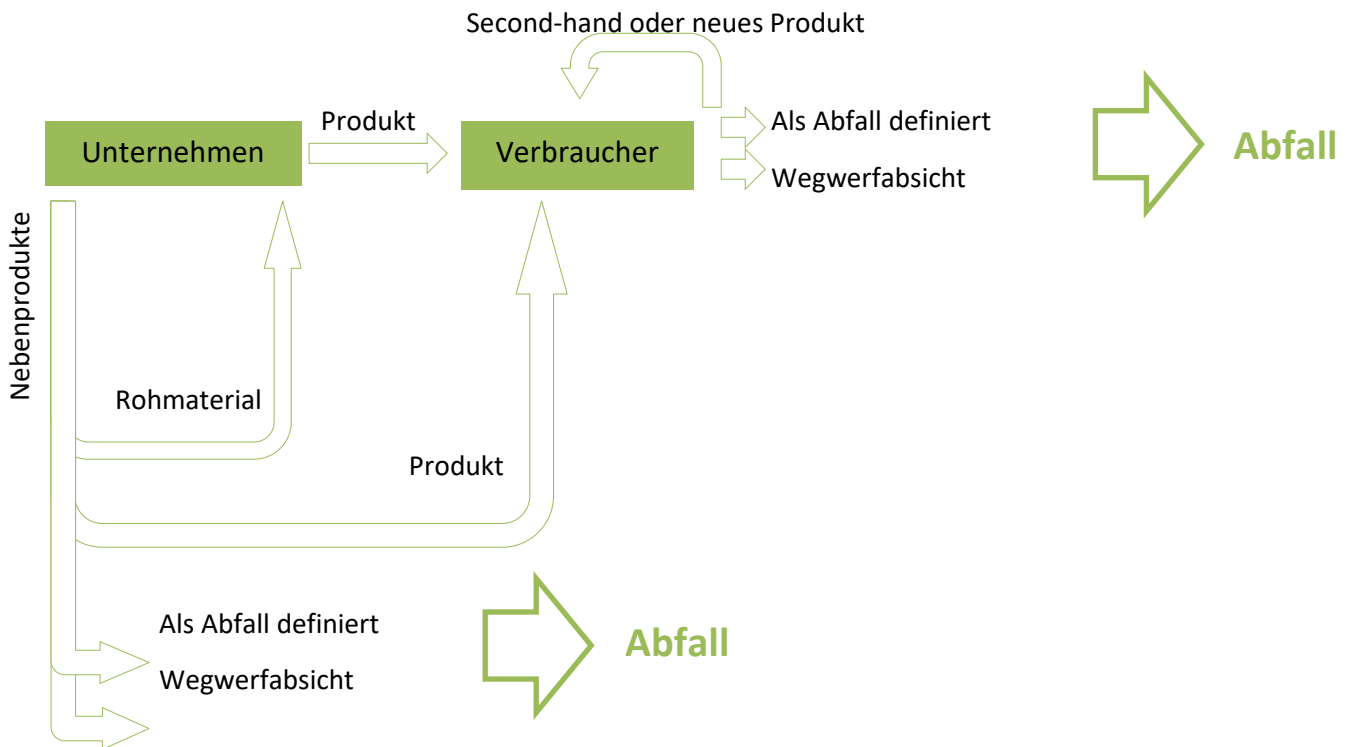 Second-hand oder neues Produkt
Produkt
Als Abfall definiert
Unternehmen
Verbraucher
Abfall
Wegwerfabsicht
Nebenprodukte
Rohmaterial
Produkt
Als Abfall definiert
Abfall
Wegwerfabsicht